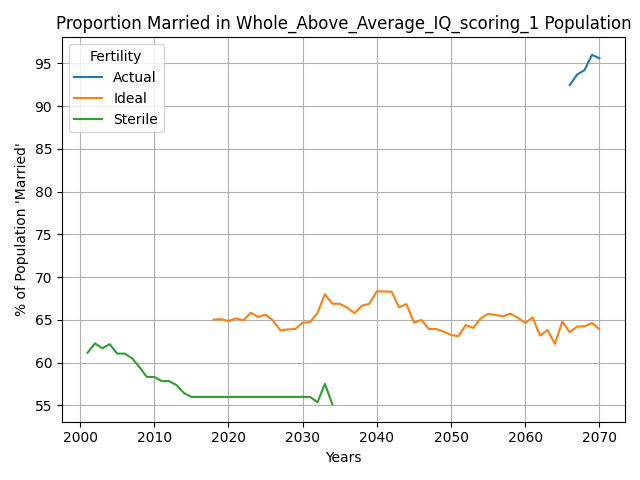 Proportion Married in Whole_Above_Average_IQ_scoring_1 Population
% of Population 'Married'
95
90
85
80
75
70
65
60
55
Fertility
Actual
Ideal
Sterile
2000 2010 2020 2030 2040 2050 2060 2070
Years